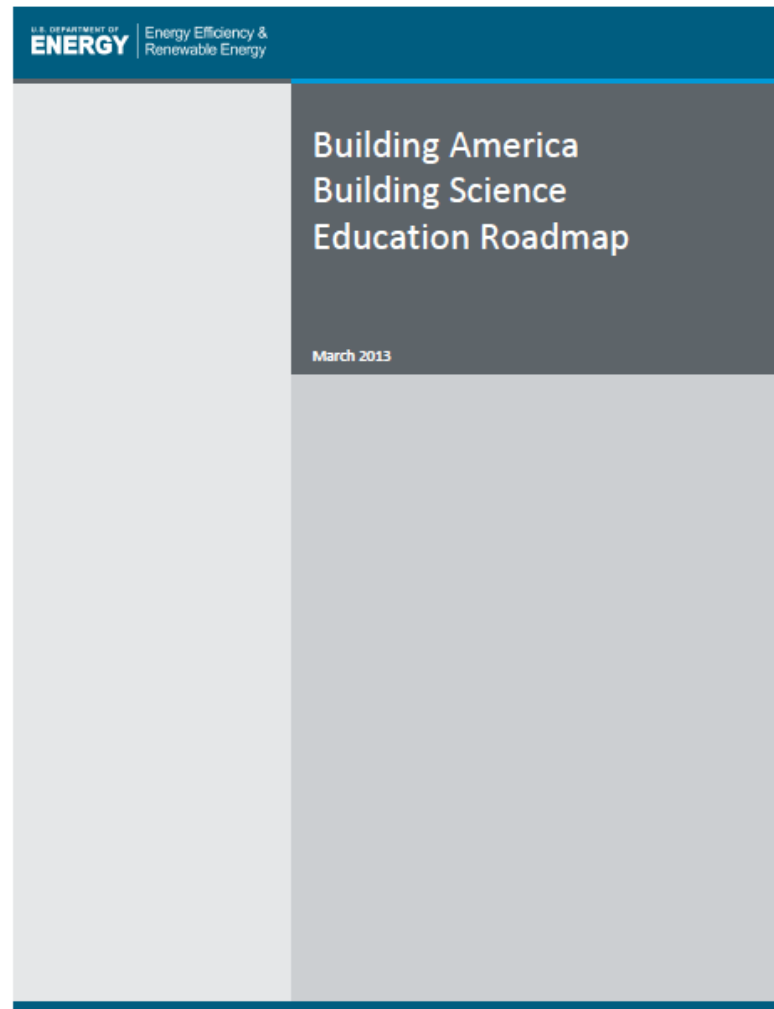 U.S. DEPARTMENT OF
ENERGY
Energy Efficiency &
Renewable Energy
Building America
Building Science
Education Roadmap
March 2013